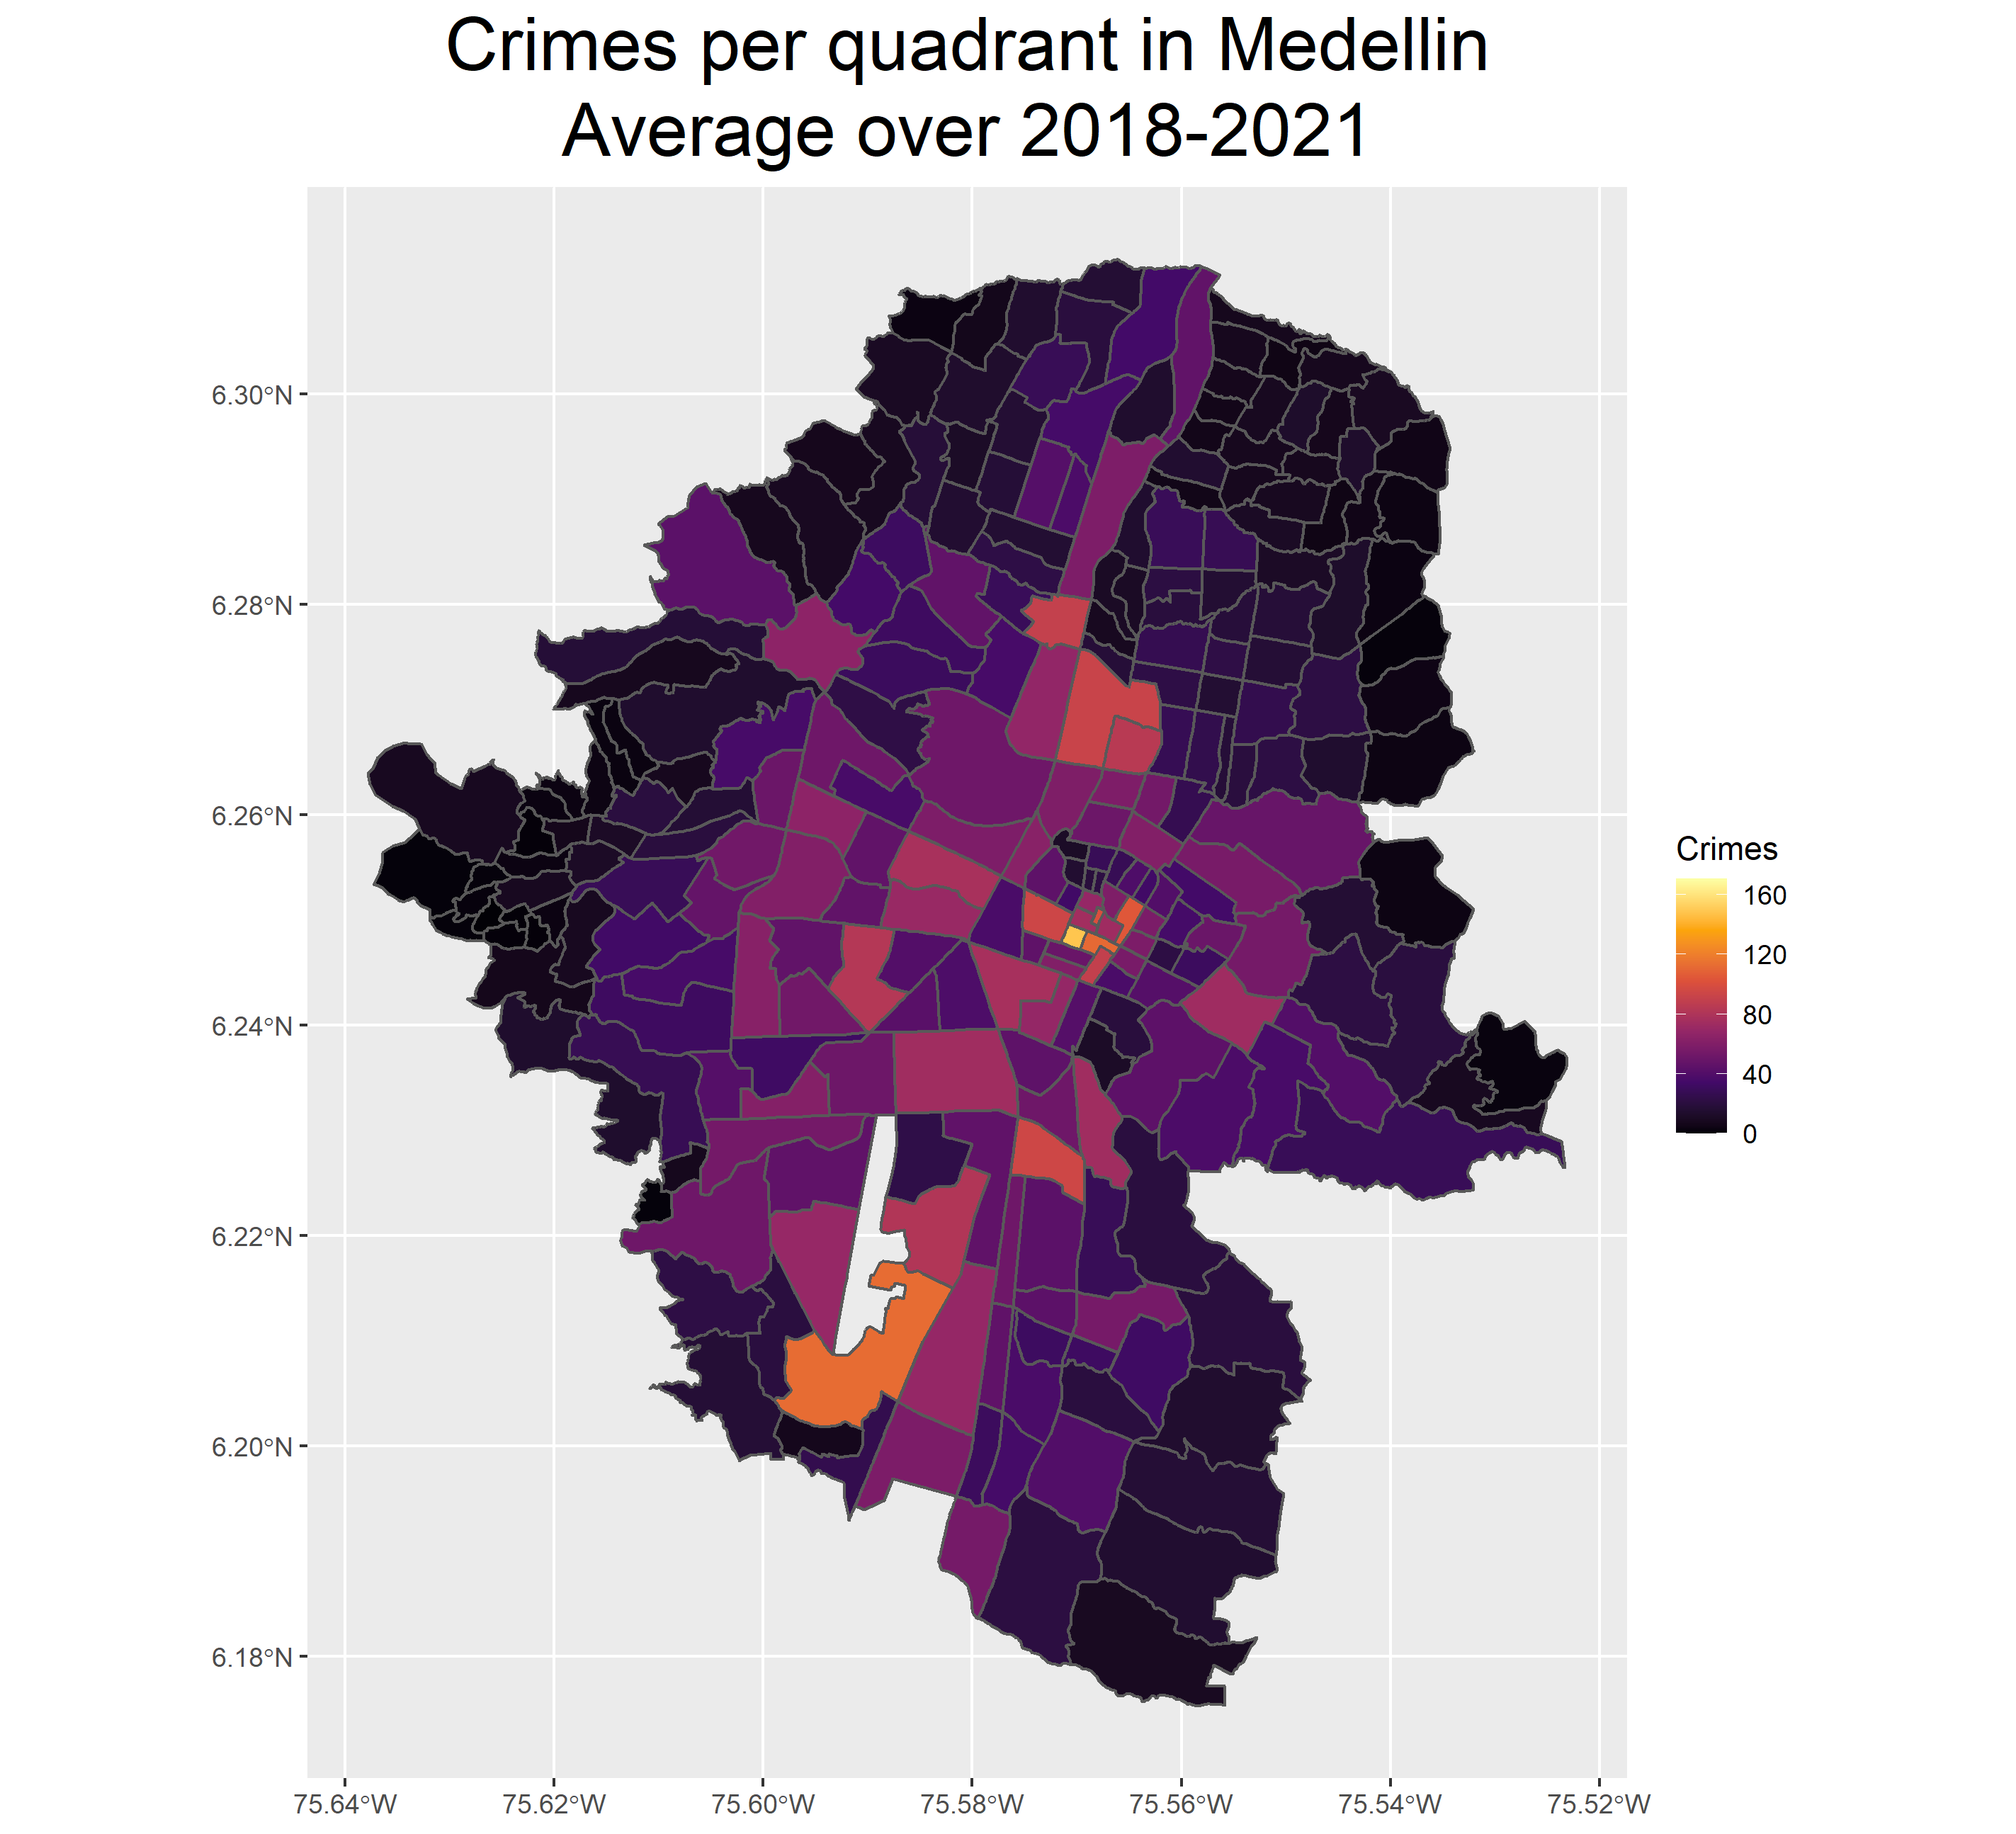 Crimes per quadrant in Medellin
Average over 2018-2021
6.30°N
6.28°N
6.26°N
6.24°N
6.22°N
6.20°N
6.18°N
75.64°W
75.62°W
75.60°W
75.58°W
75.56°W
75.54°W
75.52°W
Crimes
160
120
80
40
0